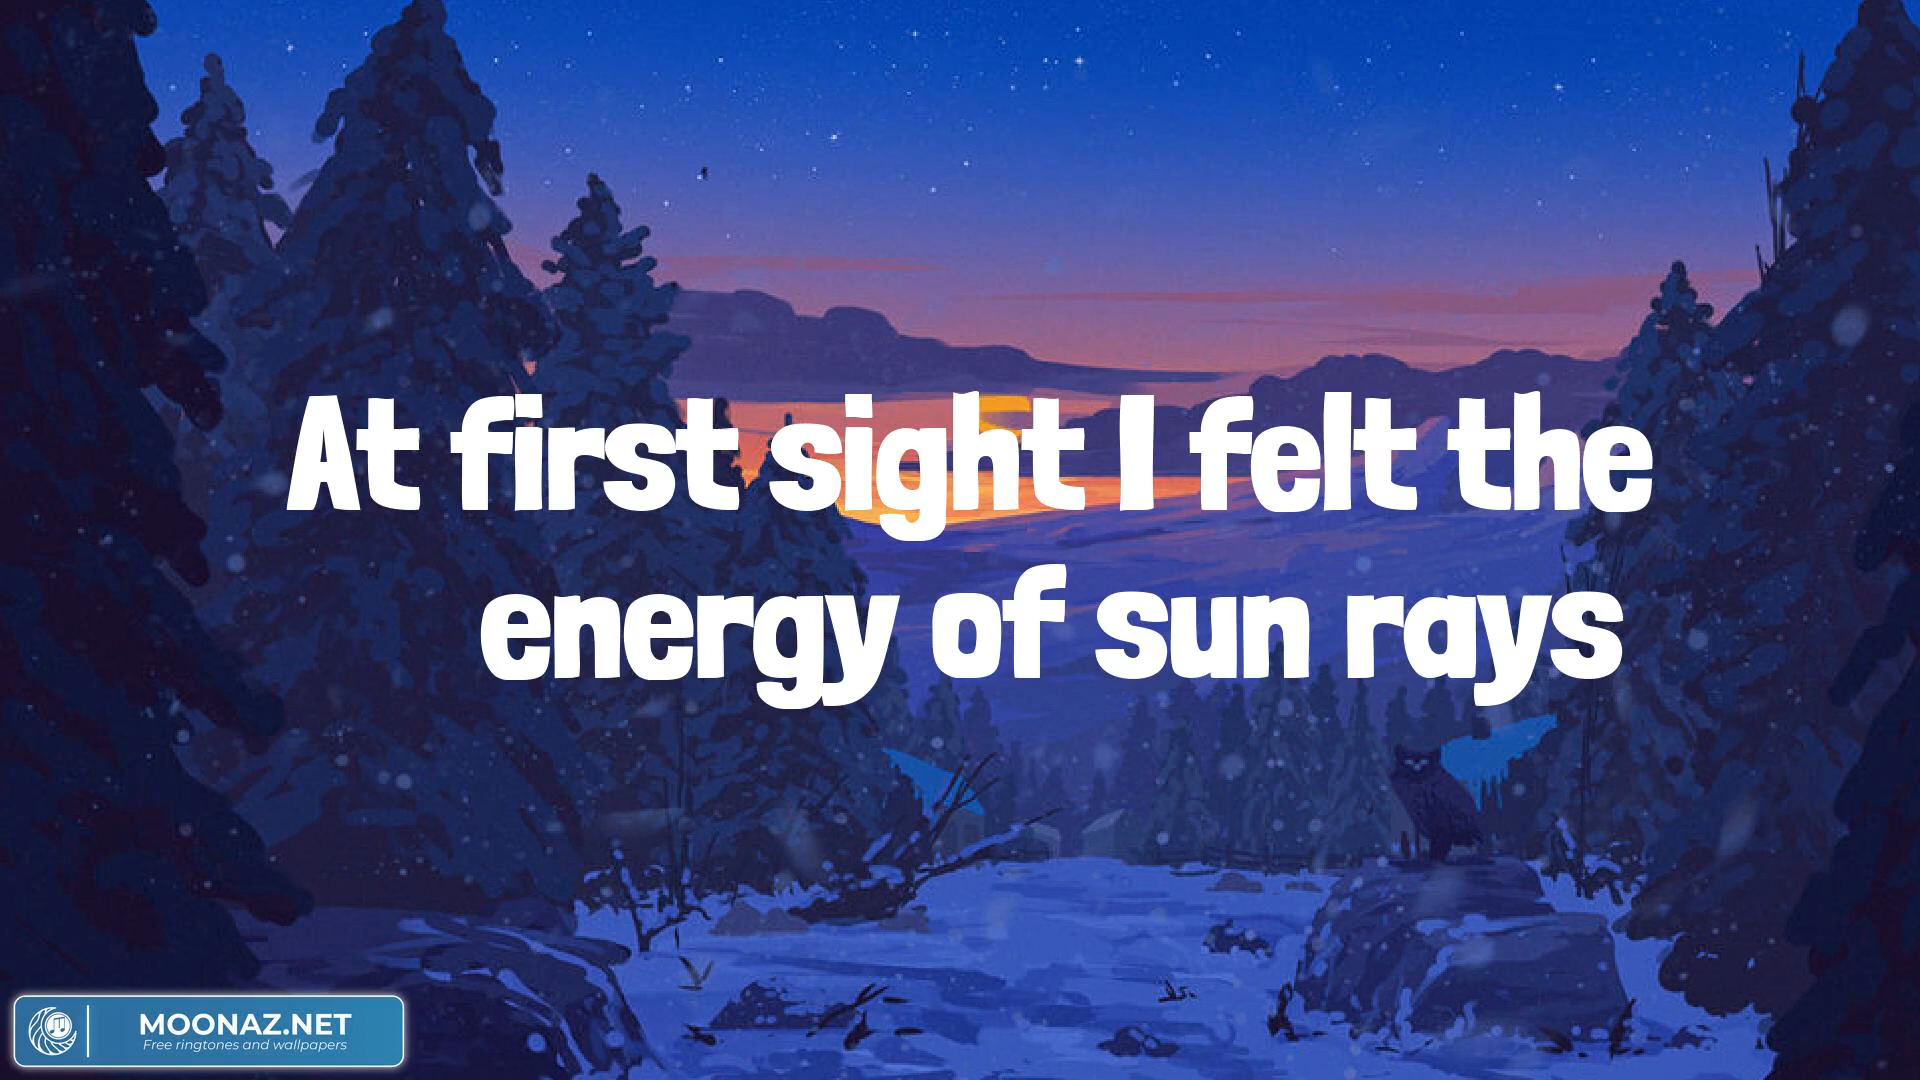 At first sight I felt the
energy of sun rays
MOONAZ.NET
Free ringtones and wallpapers